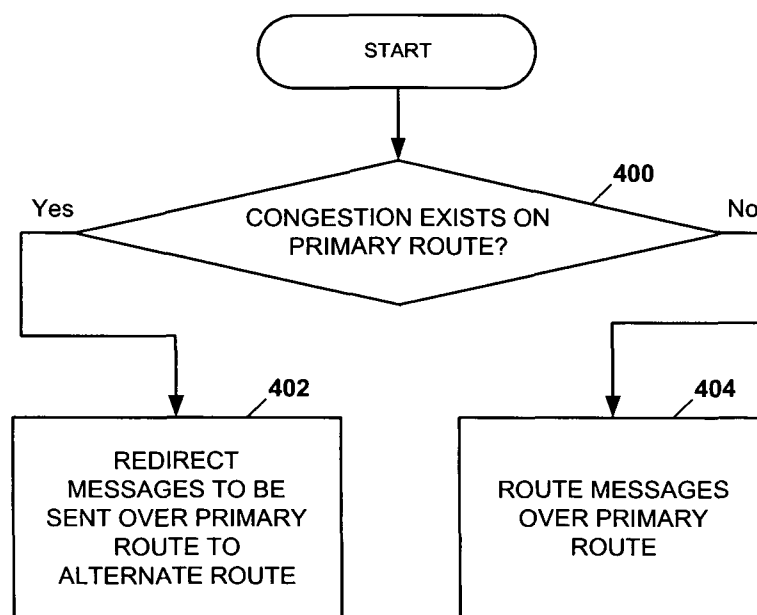 START
400
Yes
CONGESTION EXISTS ON
PRIMARY ROUTE?
No
402
REDIRECT
MESSAGES TO BE
SENT OVER PRIMARY
ROUTE TO
ALTERNATE ROUTE
404
ROUTE MESSAGES
OVER PRIMARY
ROUTE